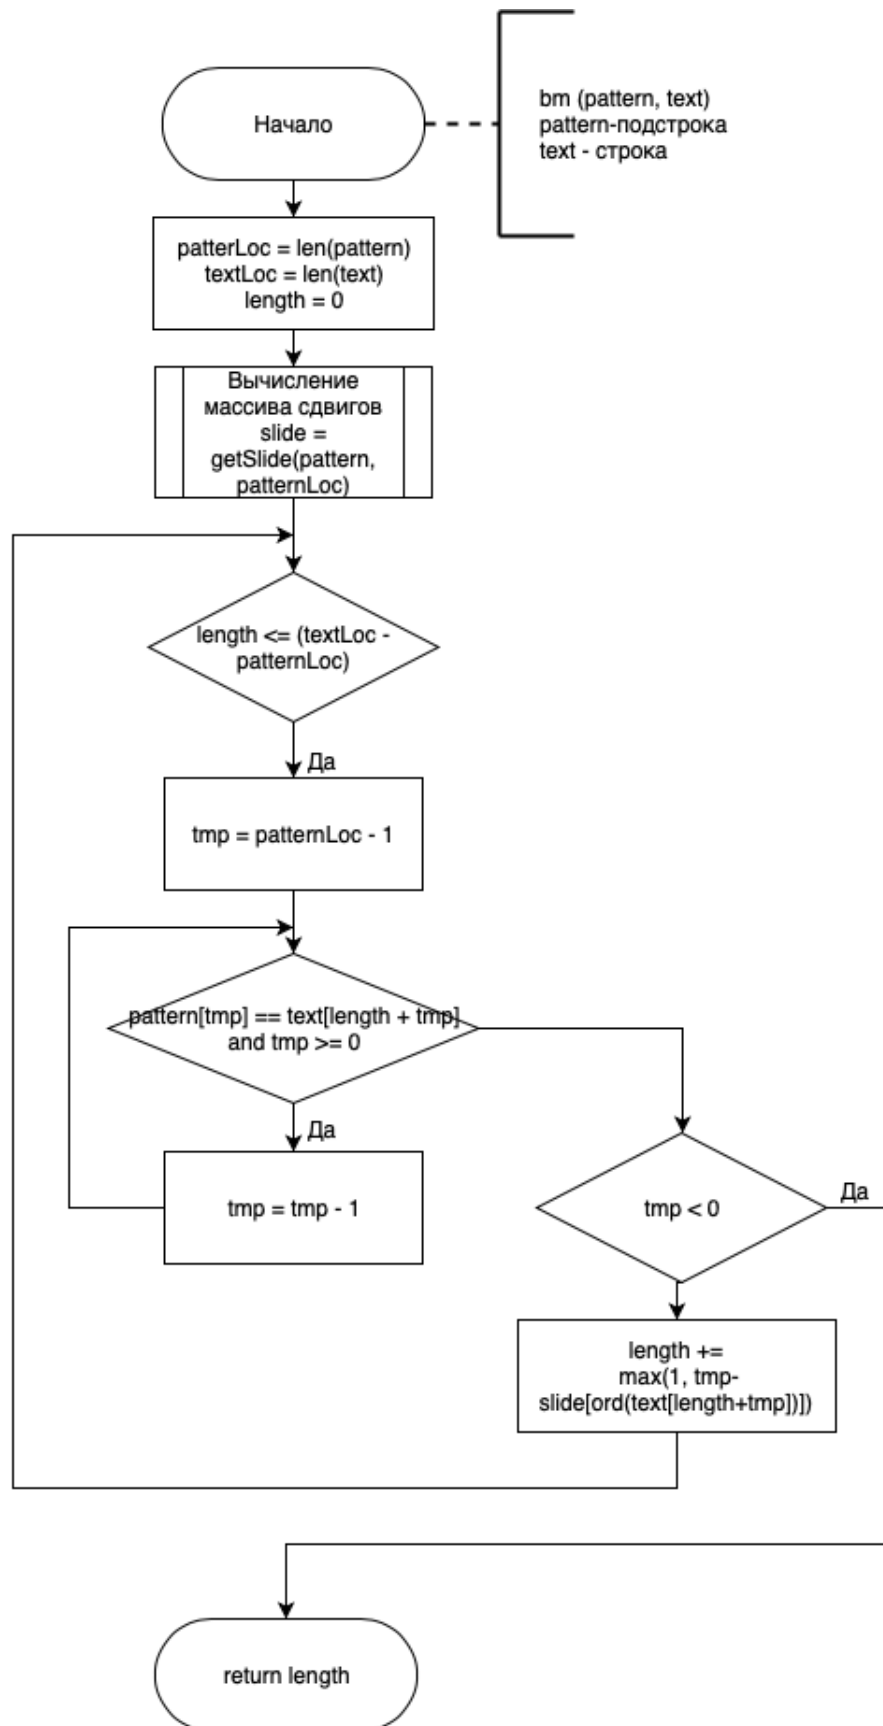 Начало
bm (pattern, text)
pattern-подстрока
text - строка
patterLoc = len(pattern)
textLoc = len(text)
length = 0
Вычисление
массива сдвигов
slide =
getSlide(pattern,
patternLoc)
length <= (textLoc -
patternLoc)
Да
tmp = patternLoc - 1
pattern[tmp] == text[length + tmp]
and tmp >= 0
Да
tmp = tmp - 1
tmp < 0
Да
length +=
max(1, tmp-
slide[ord(text[length+tmp])])
return length